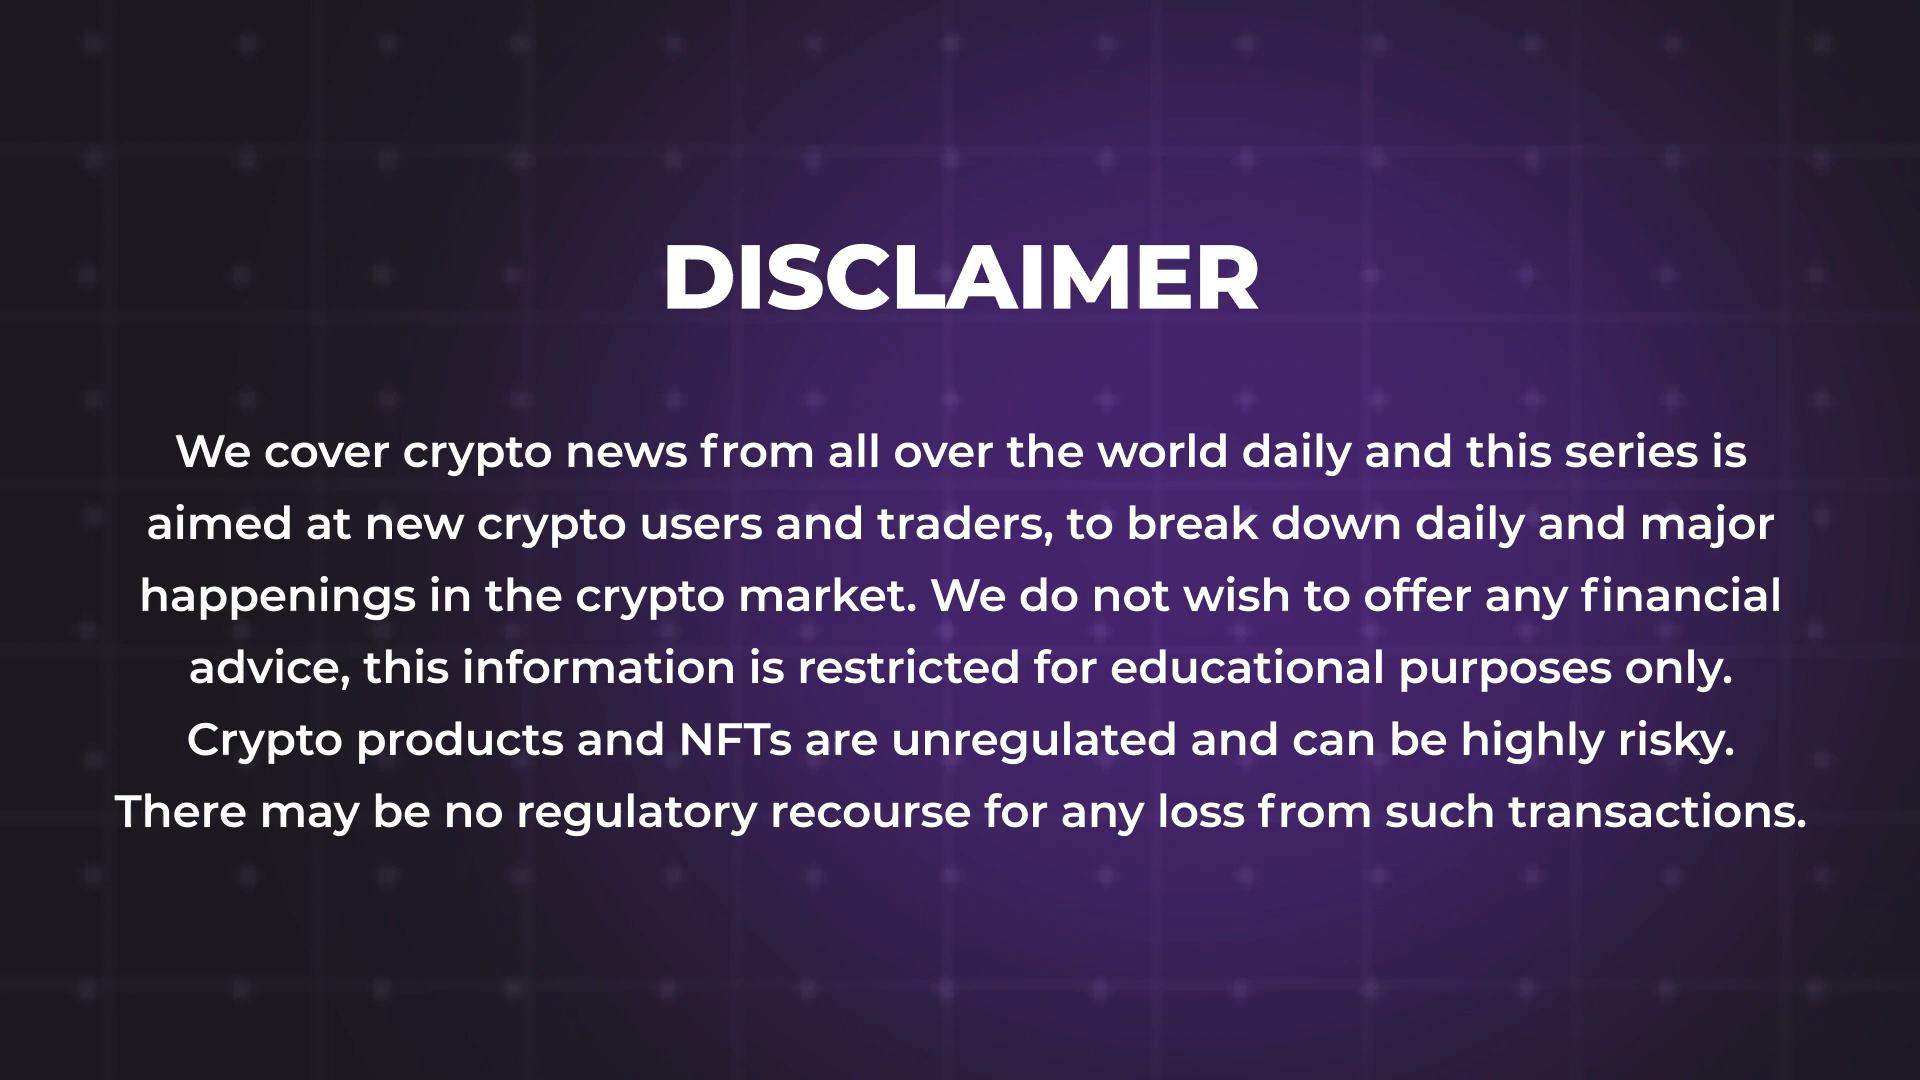 DISCLAIMER
We cover crypto news from all over the world daily and this series is
aimed at new crypto users and traders, to break down daily and major
happenings in the crypto market. We do not wish to offer any financial
advice, this information is restricted for educational purposes only.
Crypto products and NFTs are unregulated and can be highly risky.
There may be no regulatory recourse for any loss from such transactions.